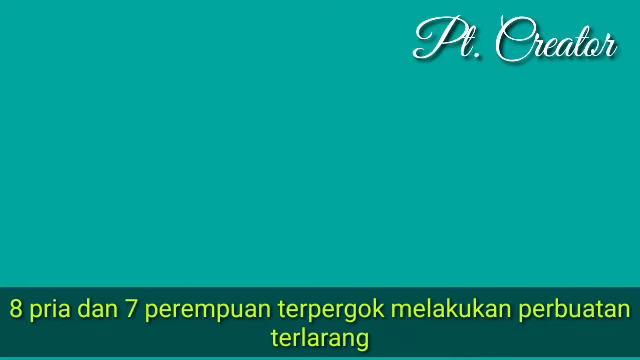 Pt. Creator
8 pria dan 7 perempuan terpergok melakukan perbuatan
terlarang